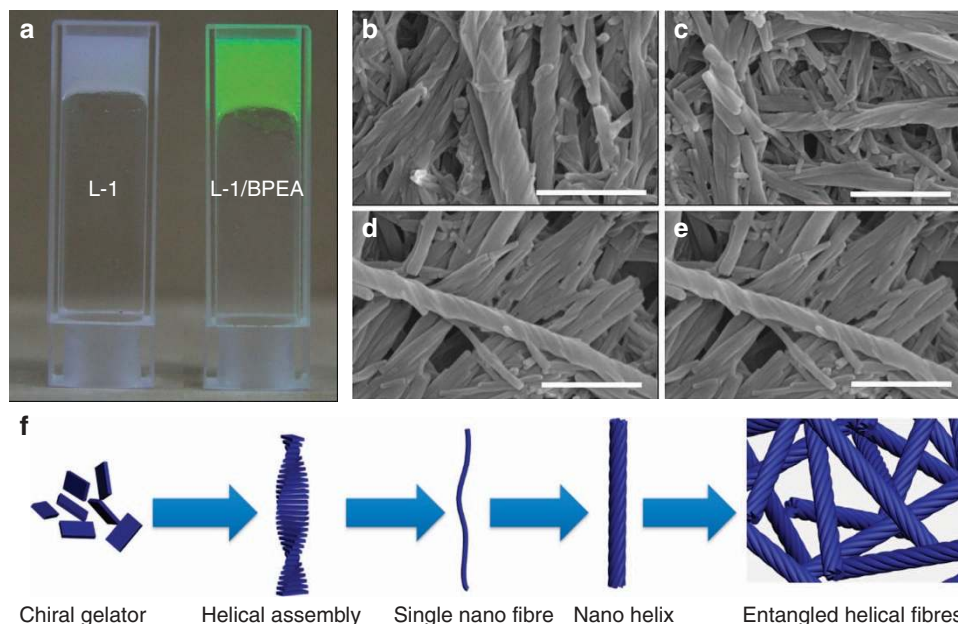 a
L-1
L-1/BPEA
b
c
d
e
f
Chiral gelator
Helical assembly
Single nano fibre
Nano helix
Entangled helical fibres